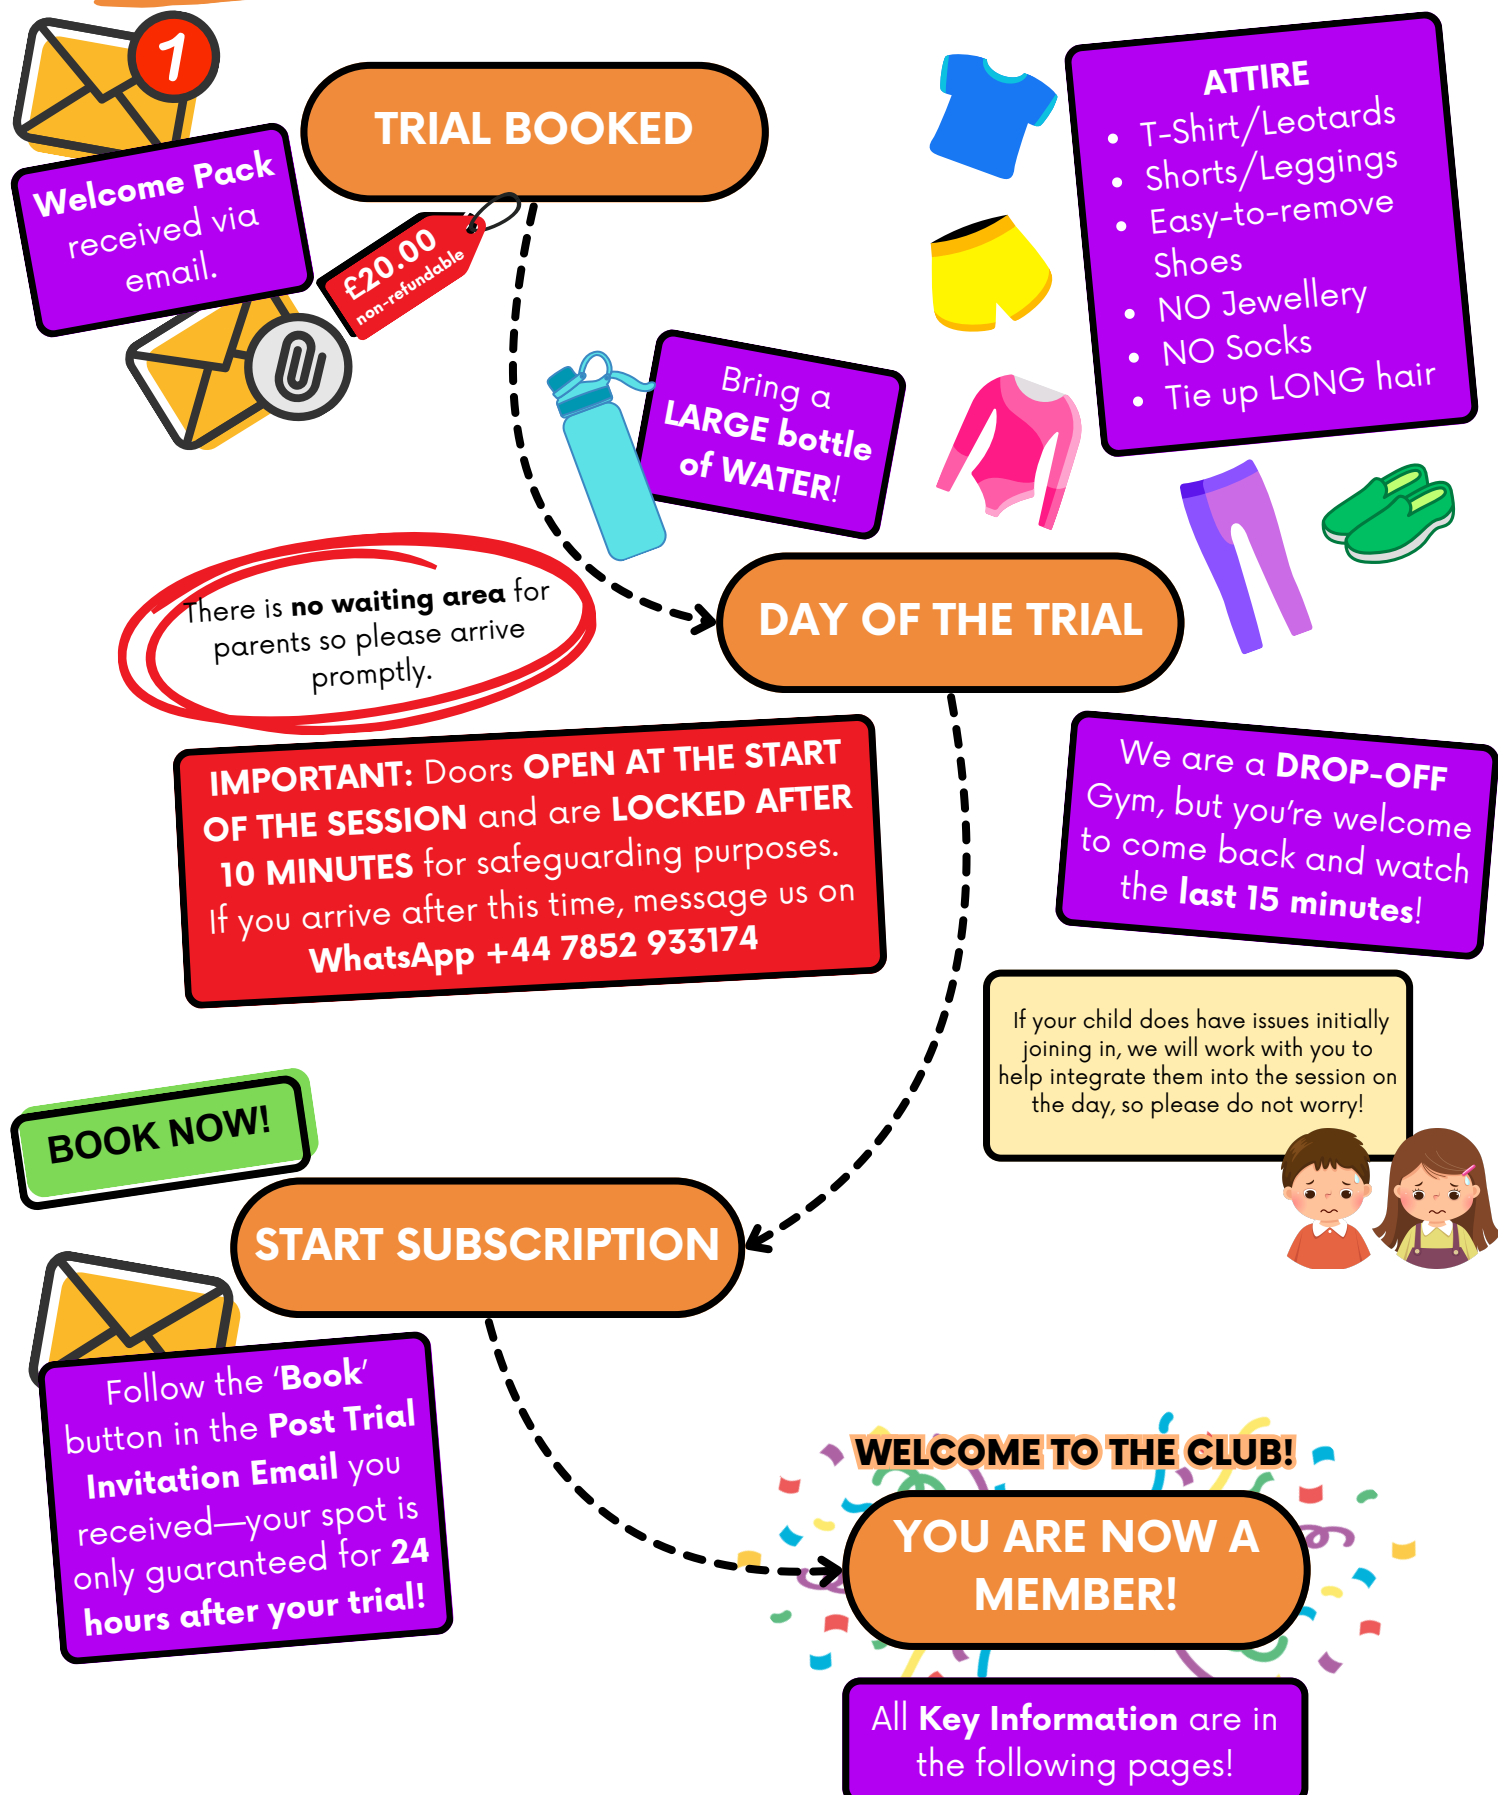 1
TRIAL BOOKED
Welcome Pack
received via
email.
£20.00
non-refundable
ATTIRE
• T-Shirt/Leotards
• Shorts/Leggings
• Easy-to-remove
Shoes
• NO Jewellery
• NO Socks
• Tie up LONG hair
Bring a
LARGE bottle
of WATER!
There is no waiting area for
parents so please arrive
promptly.
DAY OF THE TRIAL
IMPORTANT: Doors OPEN AT THE START
OF THE SESSION and are LOCKED AFTER
10 MINUTES for safeguarding purposes.
If you arrive after this time, message us on
WhatsApp +44 7852 933174
We are a DROP-OFF
Gym, but you’re welcome
to come back and watch
the last 15 minutes!
If your child does have issues initially
joining in, we will work with you to
help integrate them into the session on
the day, so please do not worry!
BOOK NOW!
START SUBSCRIPTION
Follow the ‘Book’
button in the Post Trial
Invitation Email you
received—your spot is
only guaranteed for 24
hours after your trial!
WELCOME TO THE CLUB!
YOU ARE NOW A
MEMBER!
All Key Information are in
the following pages!